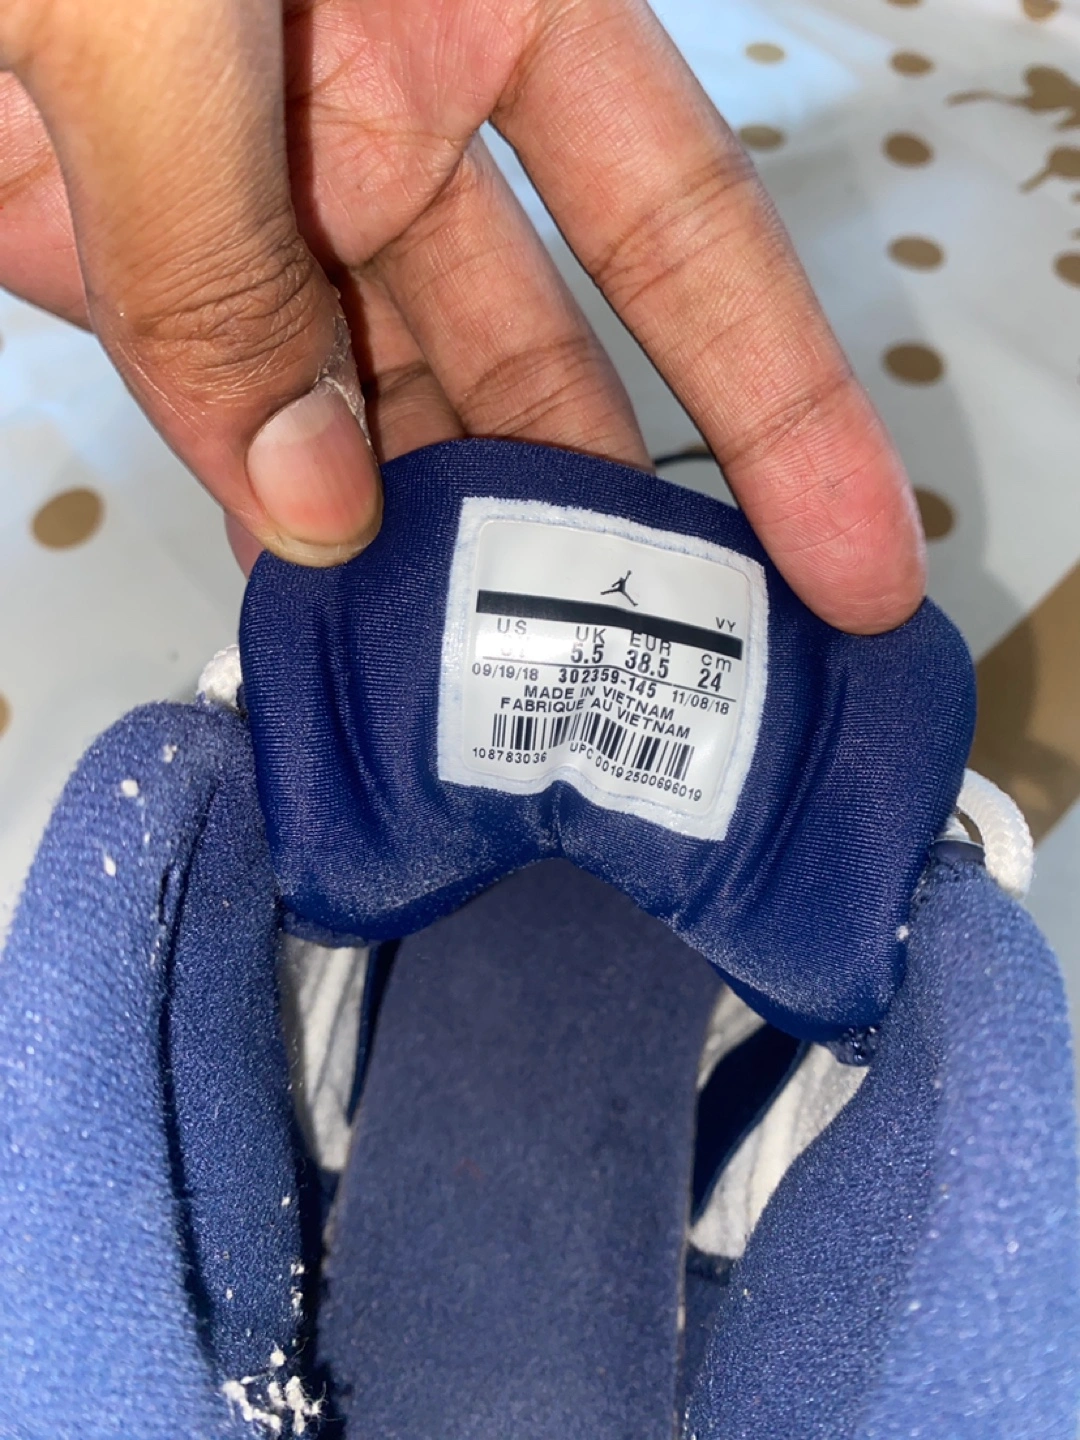 VY
US UK EUR cm
5.5 38.5 24
09/19/18 302359-145 11/08/18
MADE IN VIETNAM
FABRIQUE AU VIETNAM
108783036 UPC 00192500696019